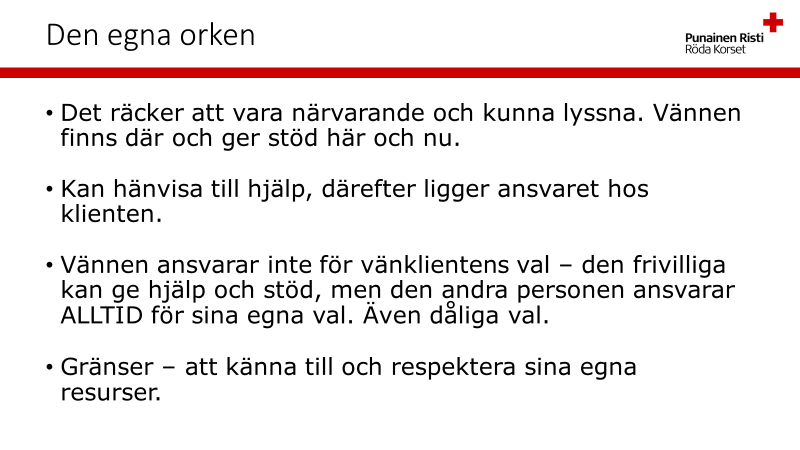 Den egna orken
Punainen Risti
Röda Korset
• Det räcker att vara närvarande och kunna lyssna. Vännen
finns där och ger stöd här och nu.
• Kan hänvisa till hjälp, därefter ligger ansvaret hos
klienten.
• Vännen ansvarar inte för vänklientens val – den frivilliga
kan ge hjälp och stöd, men den andra personen ansvarar
ALLTID för sina egna val. Även dåliga val.
• Gränser – att känna till och respektera sina egna
resurser.